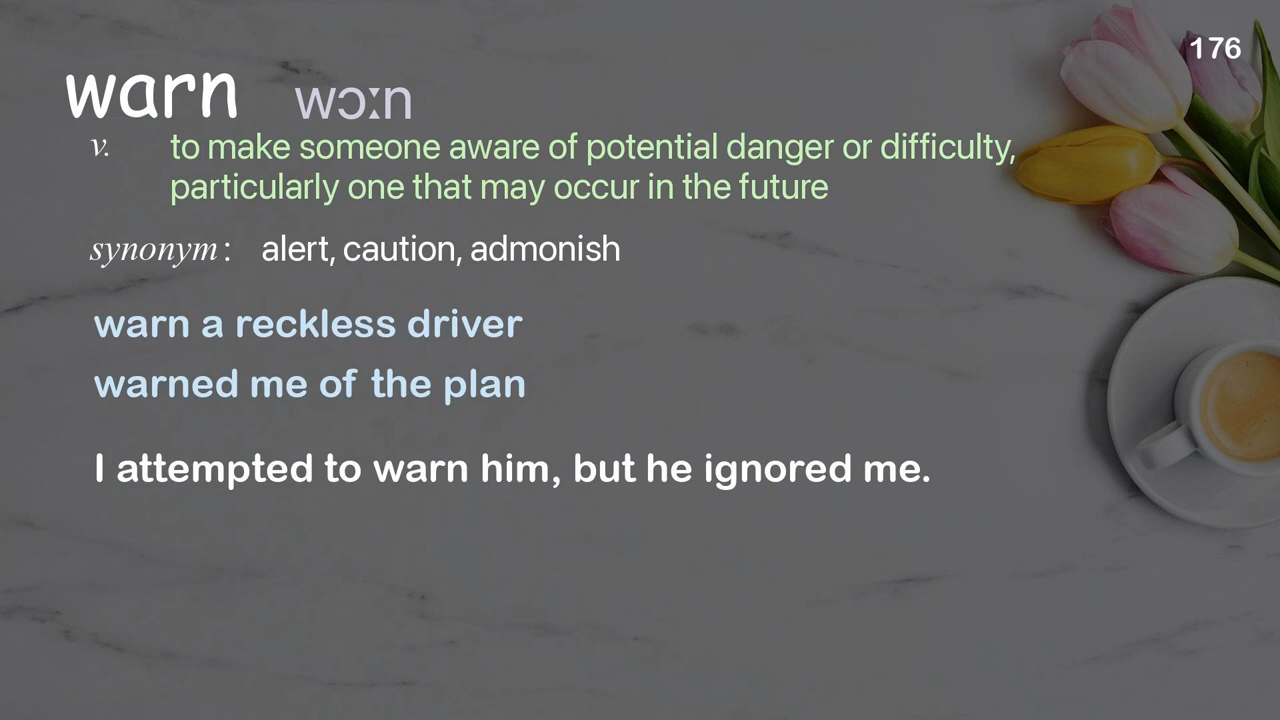 176
warn wɔːn
v. to make someone aware of potential danger or difficulty,
particularly one that may occur in the future
synonym: alert, caution, admonish
warn a reckless driver
warned me of the plan
I attempted to warn him, but he ignored me.